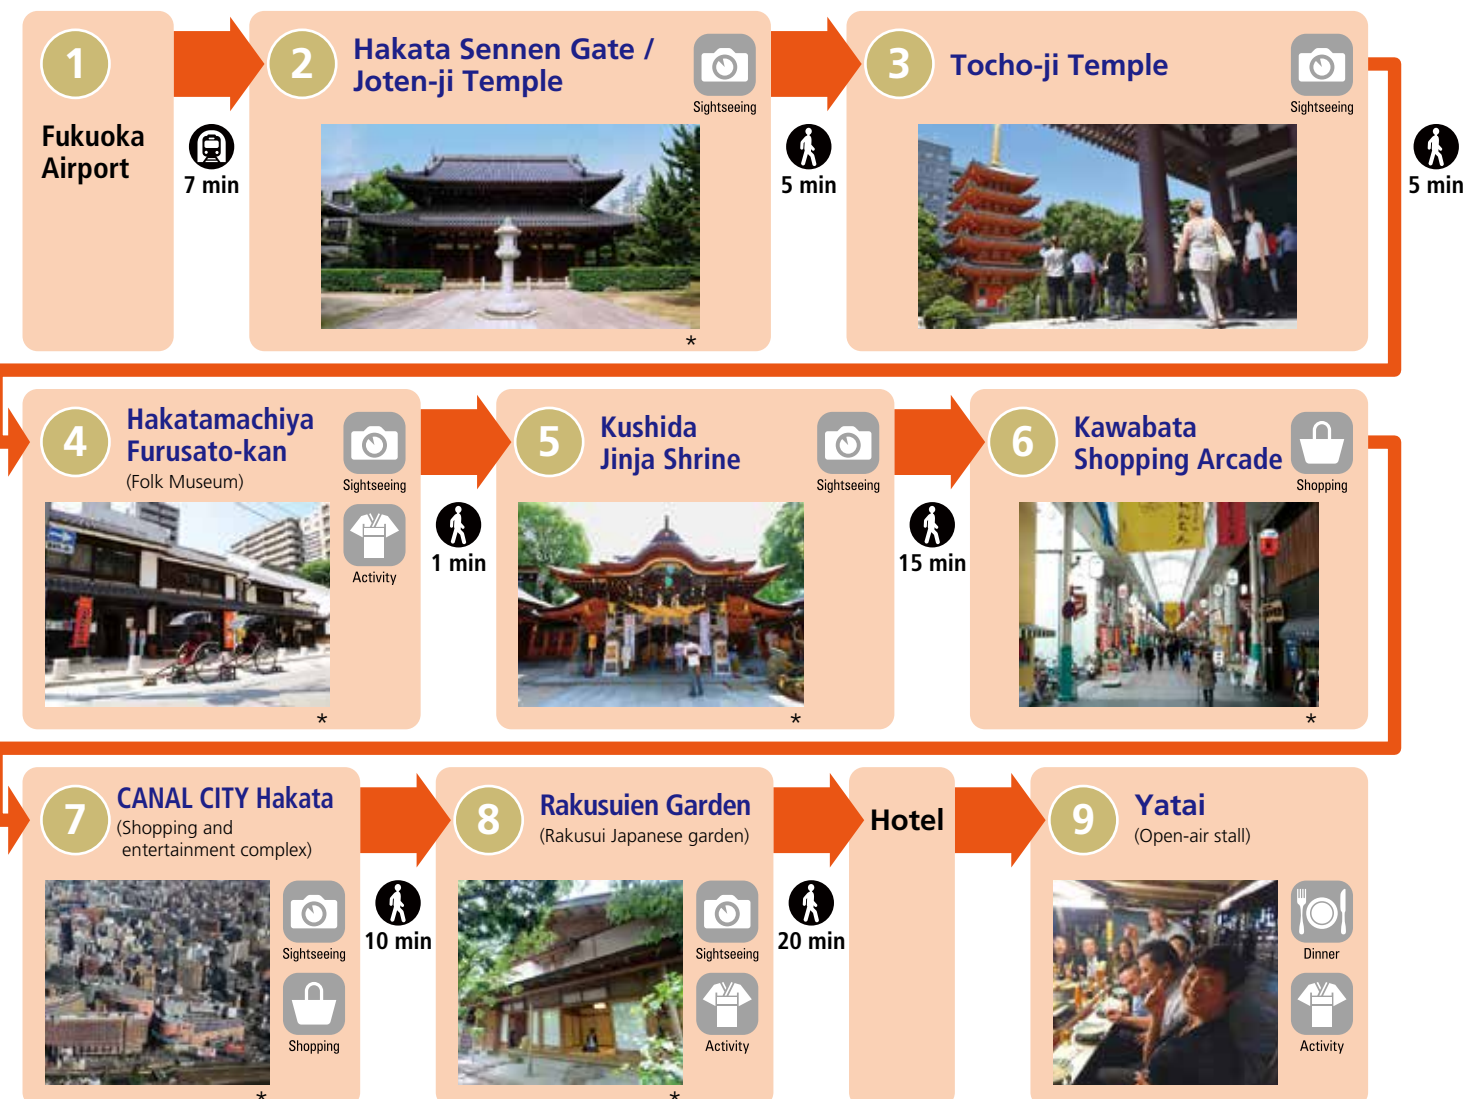 1
Fukuoka
Airport
7 min
2
Hakata Sennen Gate /
Joten-ji Temple
Sightseeing
*
5 min
3
Tocho-ji Temple
Sightseeing
5 min
4
Hakatamachiya
Furusato-kan
(Folk Museum)
Sightseeing
Activity
*
1 min
5
Kushida
Jinja Shrine
Sightseeing
*
15 min
6
Kawabata
Shopping Arcade
Shopping
*
7
CANAL CITY Hakata
(Shopping and
entertainment complex)
Sightseeing
Shopping
*
10 min
8
Rakusuien Garden
(Rakusui Japanese garden)
Sightseeing
Activity
*
20 min
Hotel
9
Yatai
(Open-air stall)
Dinner
Activity